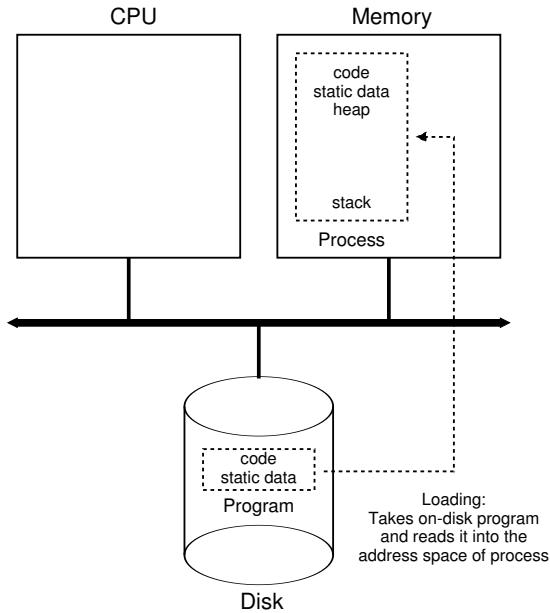 CPU
Memory
code
static data
heap
stack
Process
code
static data
Program
Loading:
Takes on-disk program
and reads it into the
address space of process
Disk